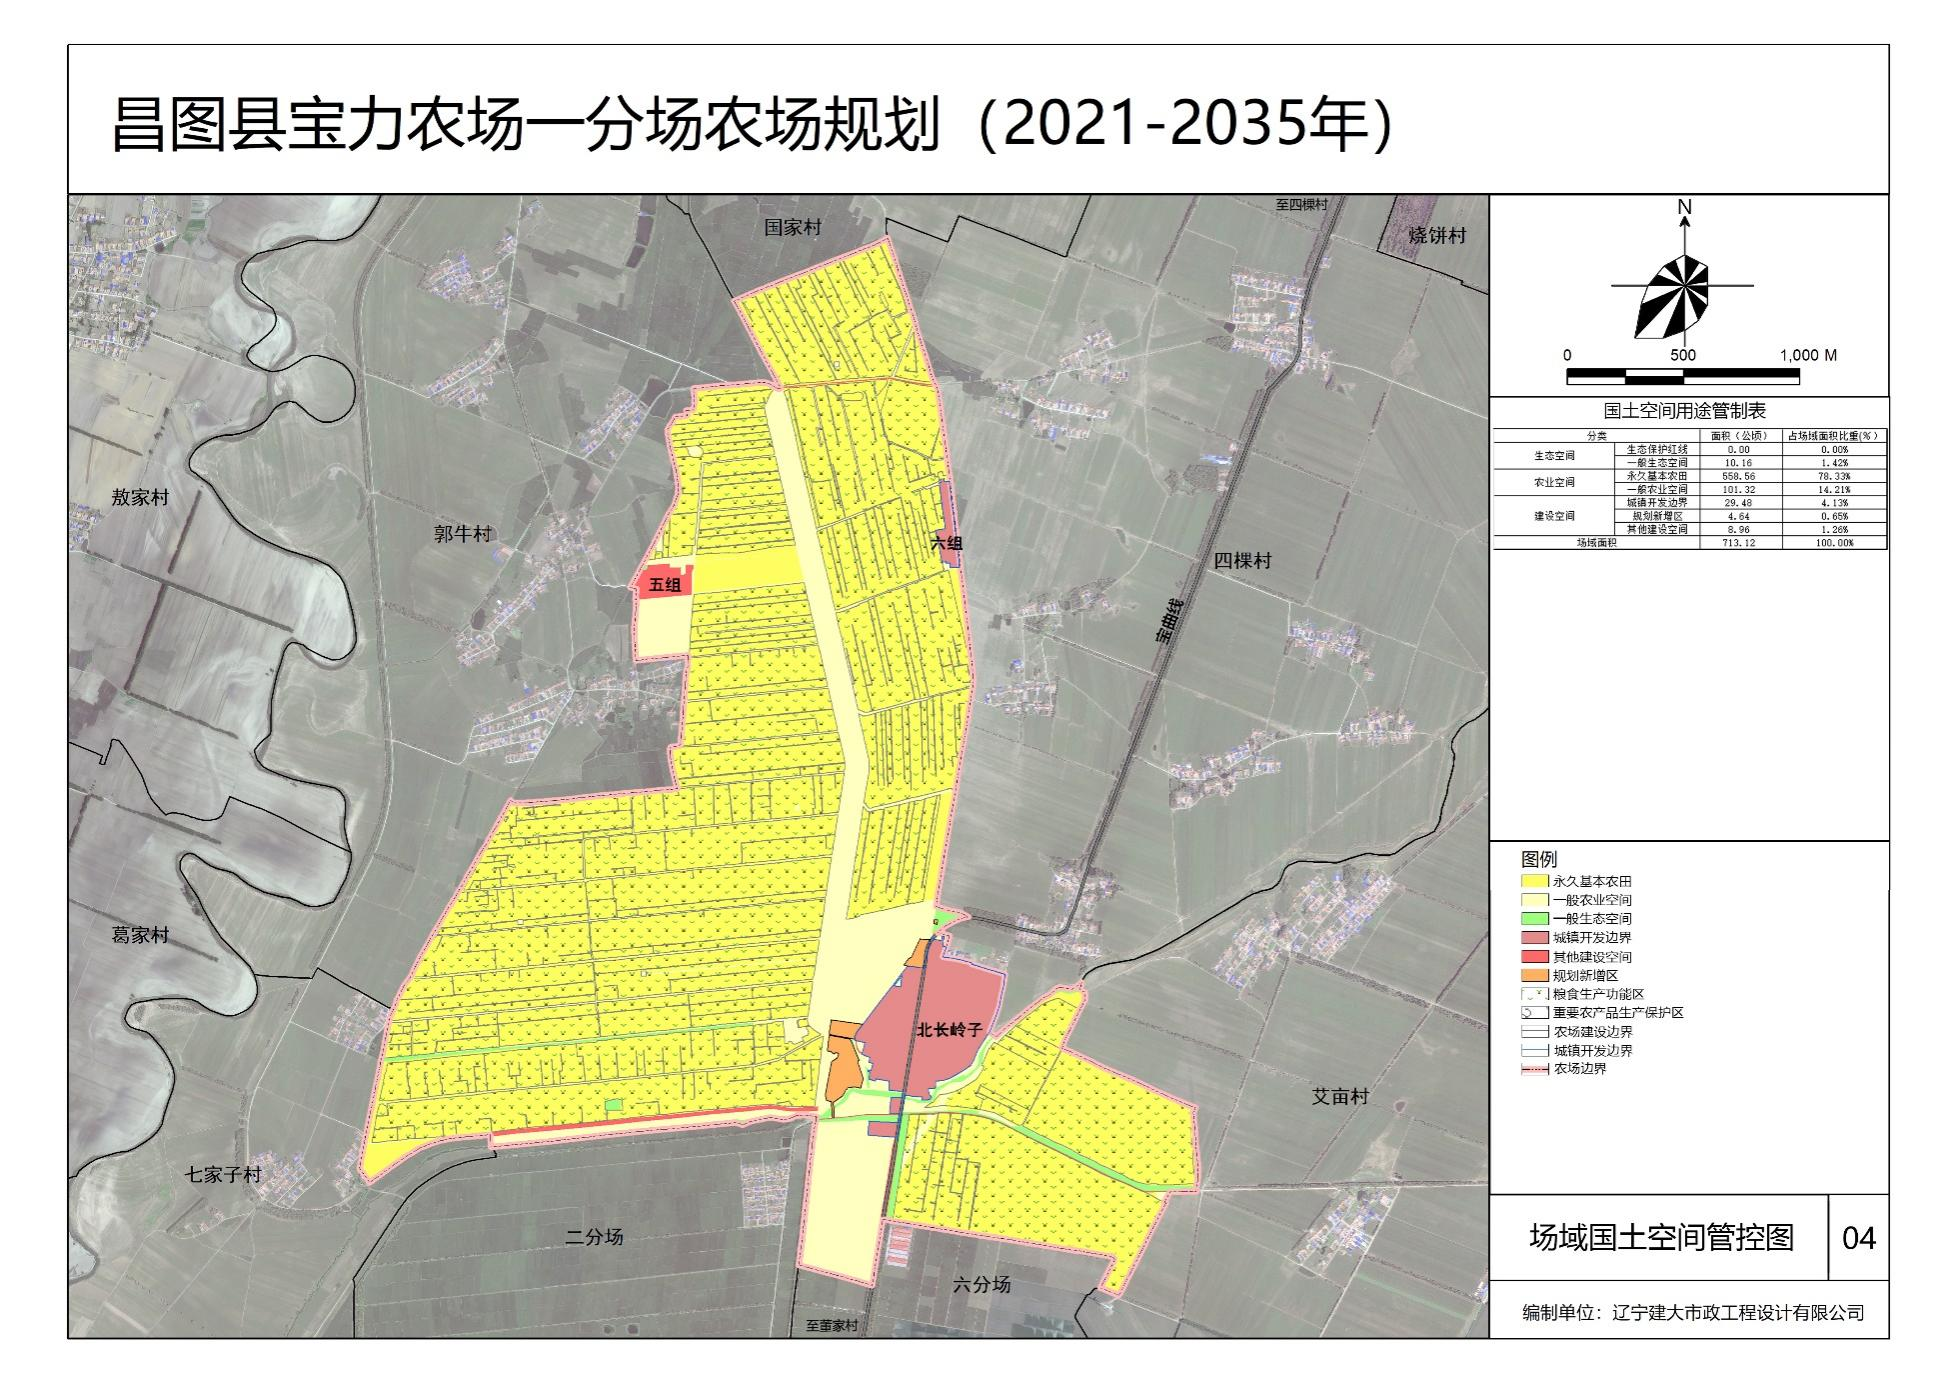 昌图县宝力农场一分场农场规划（2021-2035年）
至四棵村
国家村
烧饼村
敖家村
郭牛村
六组
四棵村
五组
宝曲线
葛家村
北长岭子
艾亩村
七家子村
二分场
六分场
至董家村
N
0 500 1,000 M
国土空间用途管制表
分类 面积（公顷） 占场域面积比重(%)
生态空间 生态保护红线 0.00 0.00%
一般生态空间 10.16 1.42%
农业空间 永久基本农田 558.56 78.33%
一般农业空间 101.32 14.21%
建设空间 城镇开发边界 29.48 4.13%
规划新增区 4.64 0.65%
其他建设空间 8.96 1.26%
场域面积 713.12 100.00%
图例
永久基本农田
一般农业空间
一般生态空间
城镇开发边界
其他建设空间
规划新增区
粮食生产功能区
重要农产品生产保护区
农场建设边界
城镇开发边界
农场边界
场域国土空间管控图 04
编制单位：辽宁建大市政工程设计有限公司